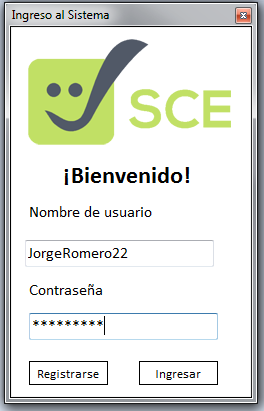 Ingreso al Sistema
SCE
¡Bienvenido!
Nombre de usuario
JorgeRomero22
Contraseña
*********
Registrarse
Ingresar